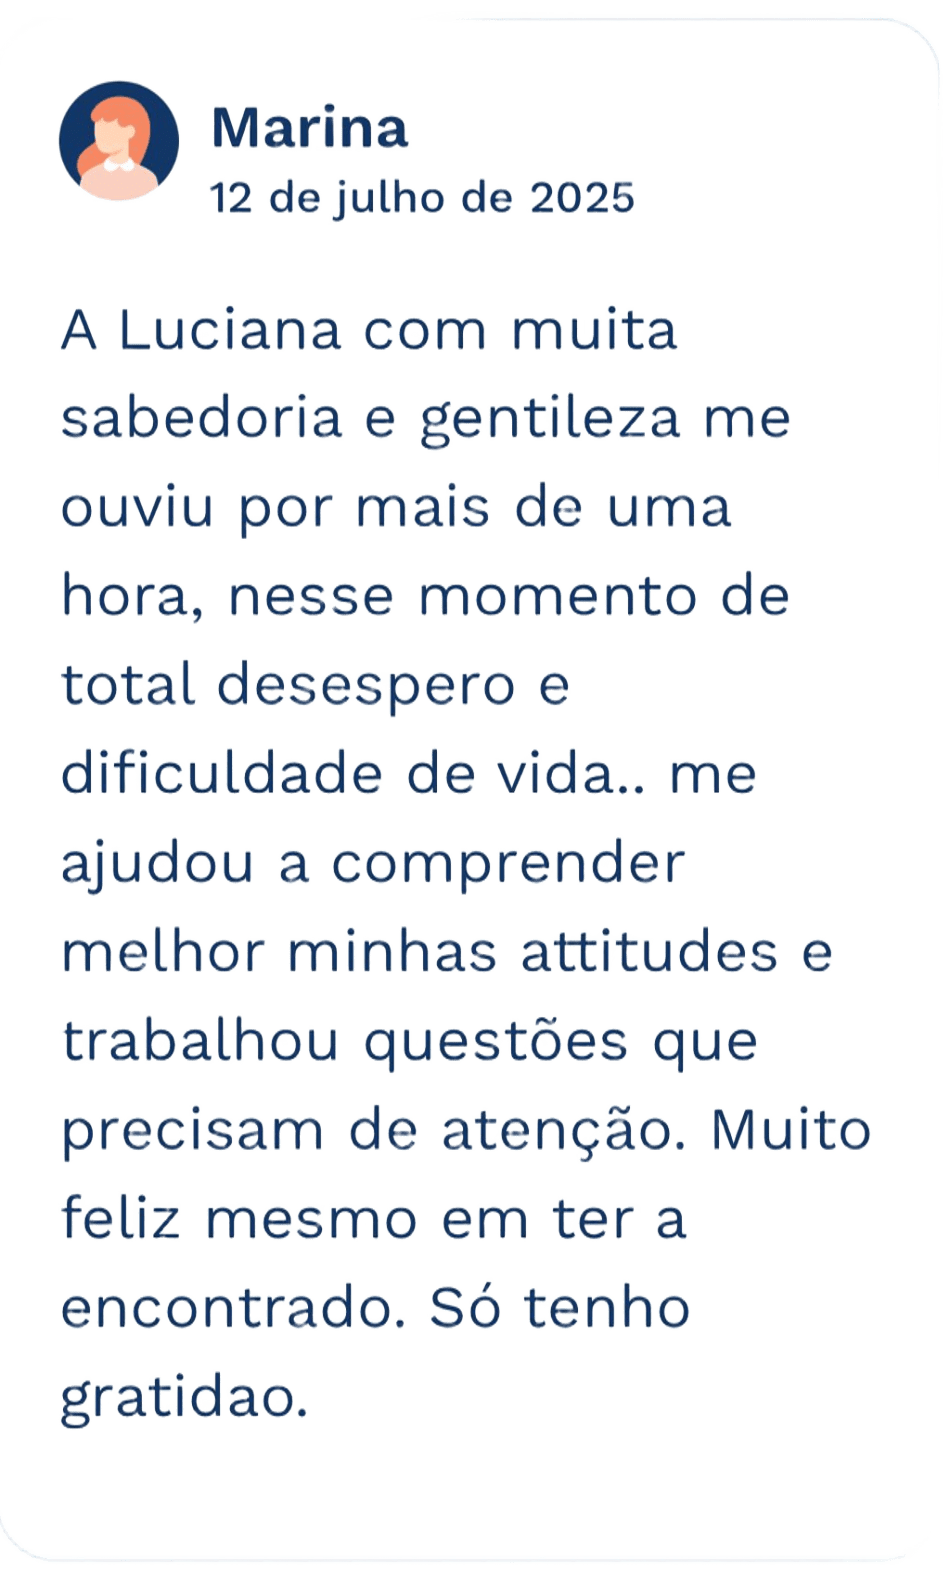 Marina
12 de julho de 2025
A Luciana com muita
sabedoria e gentileza me
ouviu por mais de uma
hora, nesse momento de
total desespero e
dificuldade de vida.. me
ajudou a comprender
melhor minhas attitudes e
trabalhou questões que
precisam de atenção. Muito
feliz mesmo em ter a
encontrado. Só tenho
gratidao.